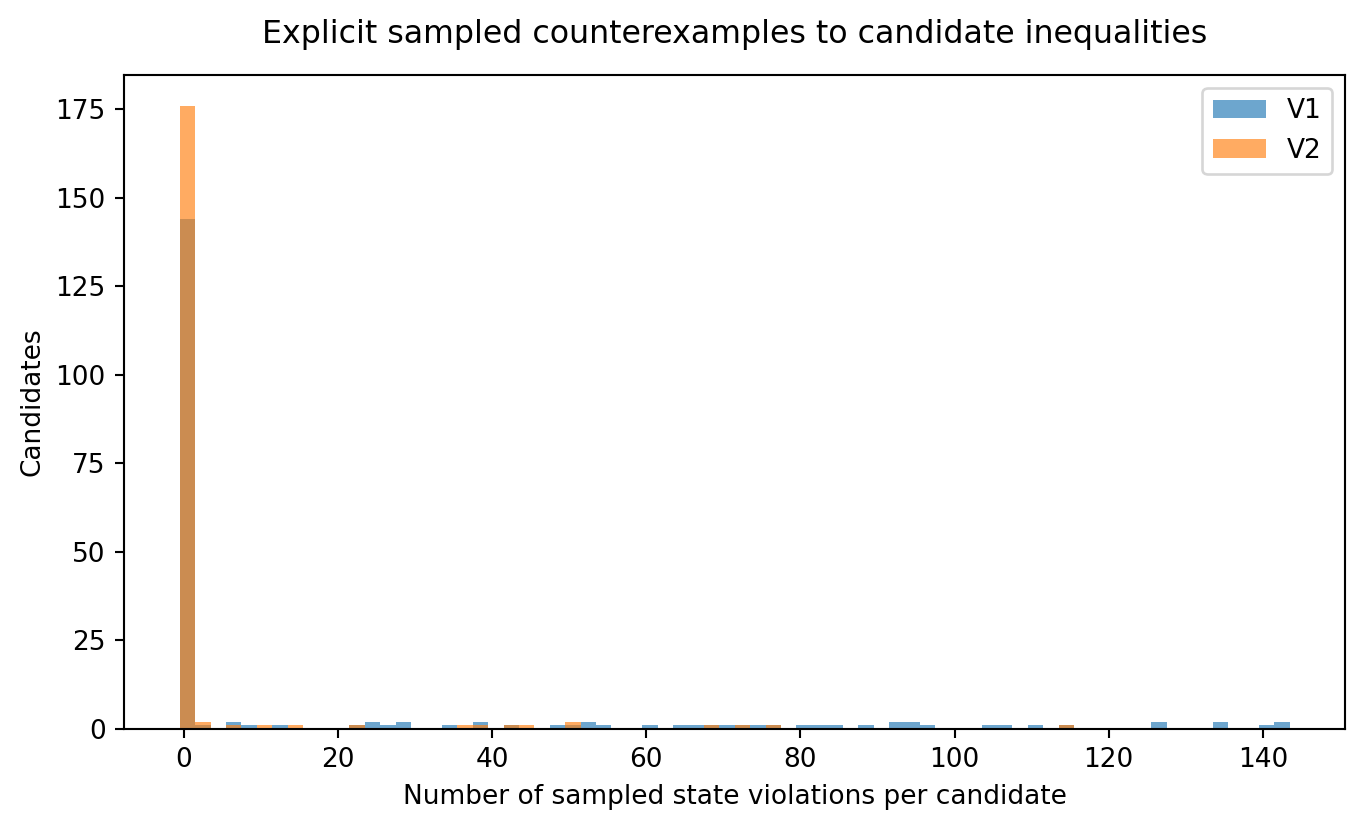 Explicit sampled counterexamples to candidate inequalities
V1
V2
Candidates
175
150
125
100
75
50
25
0
0 20 40 60 80 100 120 140
Number of sampled state violations per candidate